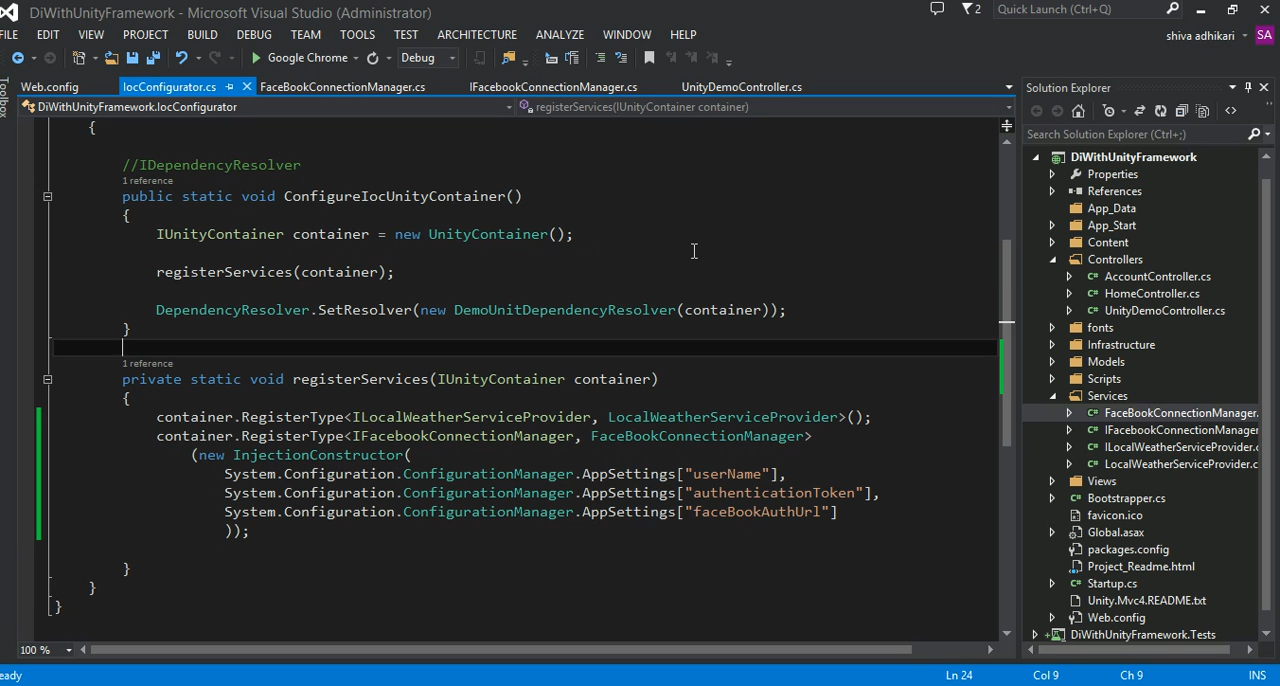 DiWithUnityFramework - Microsoft Visual Studio (Administrator)
2
Quick Launch (Ctrl+Q)
FILE EDIT VIEW PROJECT BUILD DEBUG TEAM TOOLS TEST ARCHITECTURE ANALYZE WINDOW HELP
shiva adhikari
SA
Google Chrome
Debug
Toolbox
Web.config
IocConfigurator.cs
FaceBookConnectionManager.cs
IFacebookConnectionManager.cs
UnityDemoController.cs
DiWithUnityFramework.IocConfigurator
registerServices(IUnityContainer container)
{
//IDependencyResolver
1 reference
public static void ConfigureIocUnityContainer()
{
IUnityContainer container = new UnityContainer();
registerServices(container);
DependencyResolver.SetResolver(new DemoUnitDependencyResolver(container));
}
1 reference
private static void registerServices(IUnityContainer container)
{
container.RegisterType<ILocalWeatherServiceProvider, LocalWeatherServiceProvider>();
container.RegisterType<IFacebookConnectionManager, FaceBookConnectionManager>
(new InjectionConstructor(
System.Configuration.ConfigurationManager.AppSettings["userName"],
System.Configuration.ConfigurationManager.AppSettings["authenticationToken"],
System.Configuration.ConfigurationManager.AppSettings["faceBookAuthUrl"]
));
}
}
}
100 %
Solution Explorer
Search Solution Explorer (Ctrl+;)
DiWithUnityFramework
Properties
References
App_Data
App_Start
Content
Controllers
C# AccountController.cs
C# HomeController.cs
C# UnityDemoController.cs
fonts
Infrastructure
Models
Scripts
Services
C# FaceBookConnectionManager.
C# IFacebookConnectionManager
C# ILocalWeatherServiceProvider.c
C# LocalWeatherServiceProvider.c
Views
C# Bootstrapper.cs
favicon.ico
Global.asax
packages.config
Project_Readme.html
C# Startup.cs
Unity.Mvc4.README.txt
Web.config
DiWithUnityFramework.Tests
eady
Ln 24
Col 9
Ch 9
INS